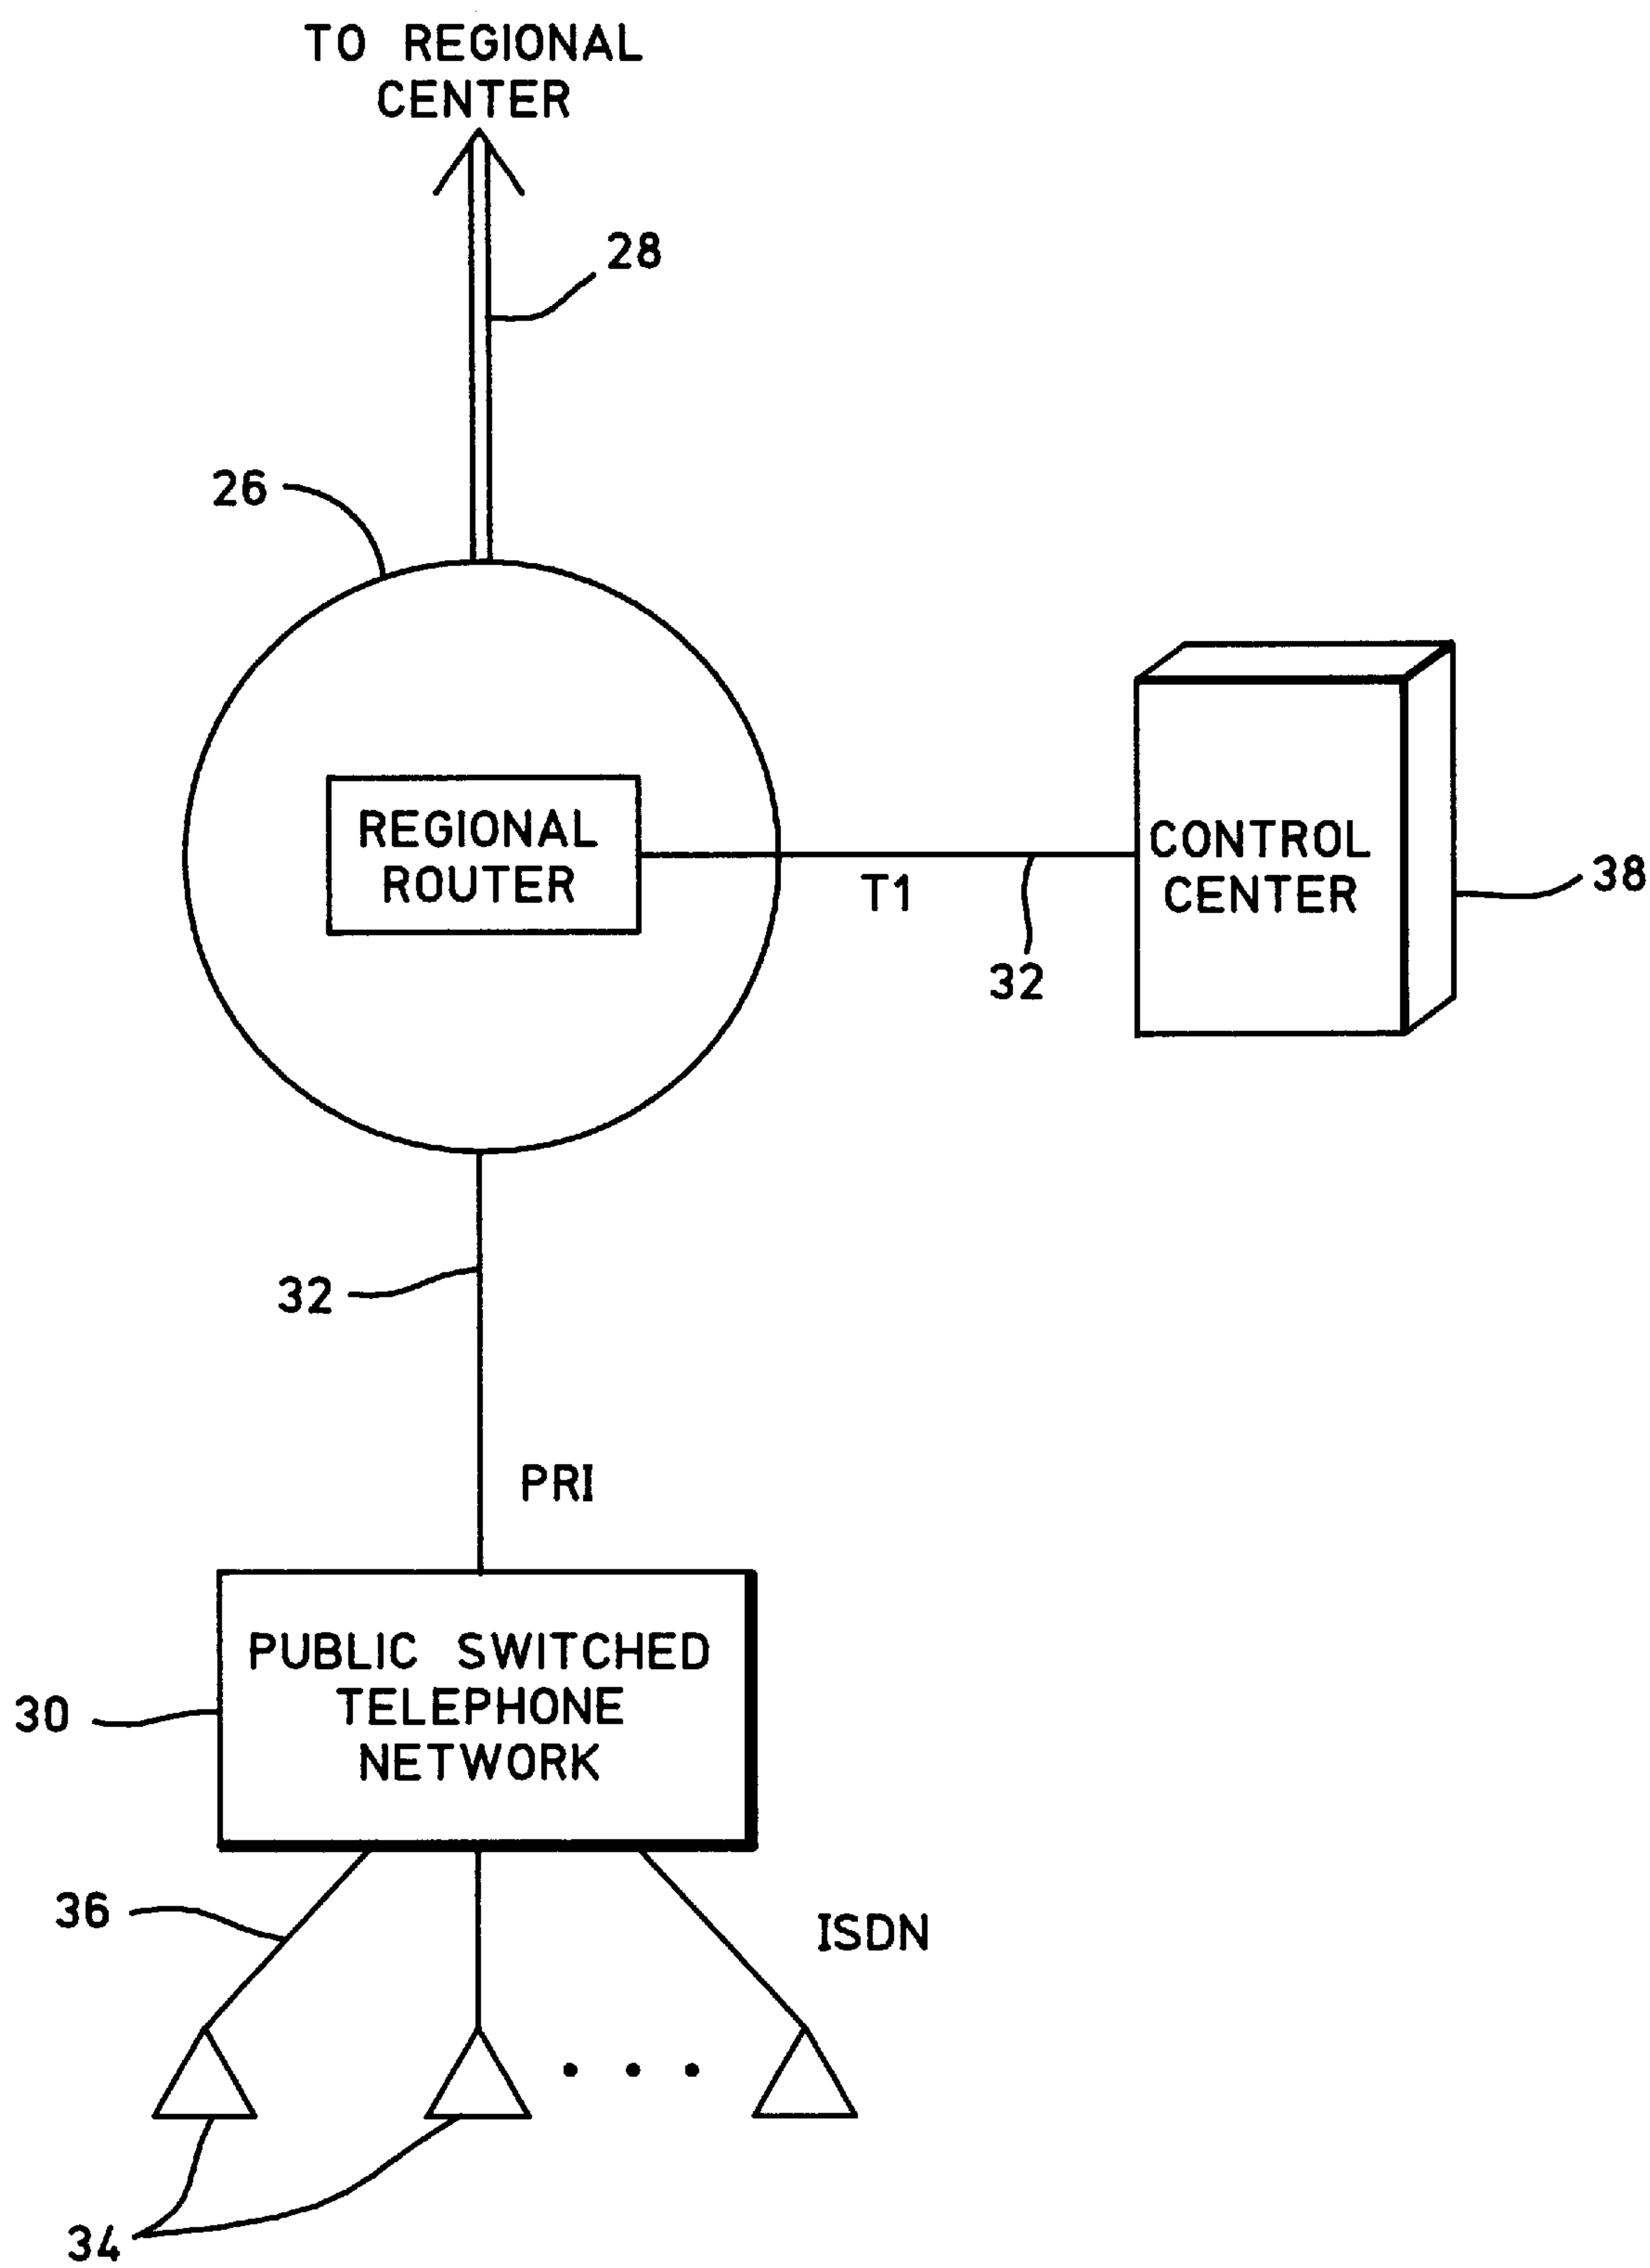 TO REGIONAL
CENTER
28
26
REGIONAL
ROUTER
T1
32
CONTROL
CENTER
38
32
PRI
PUBLIC SWITCHED
TELEPHONE
NETWORK
30
36
ISDN
34